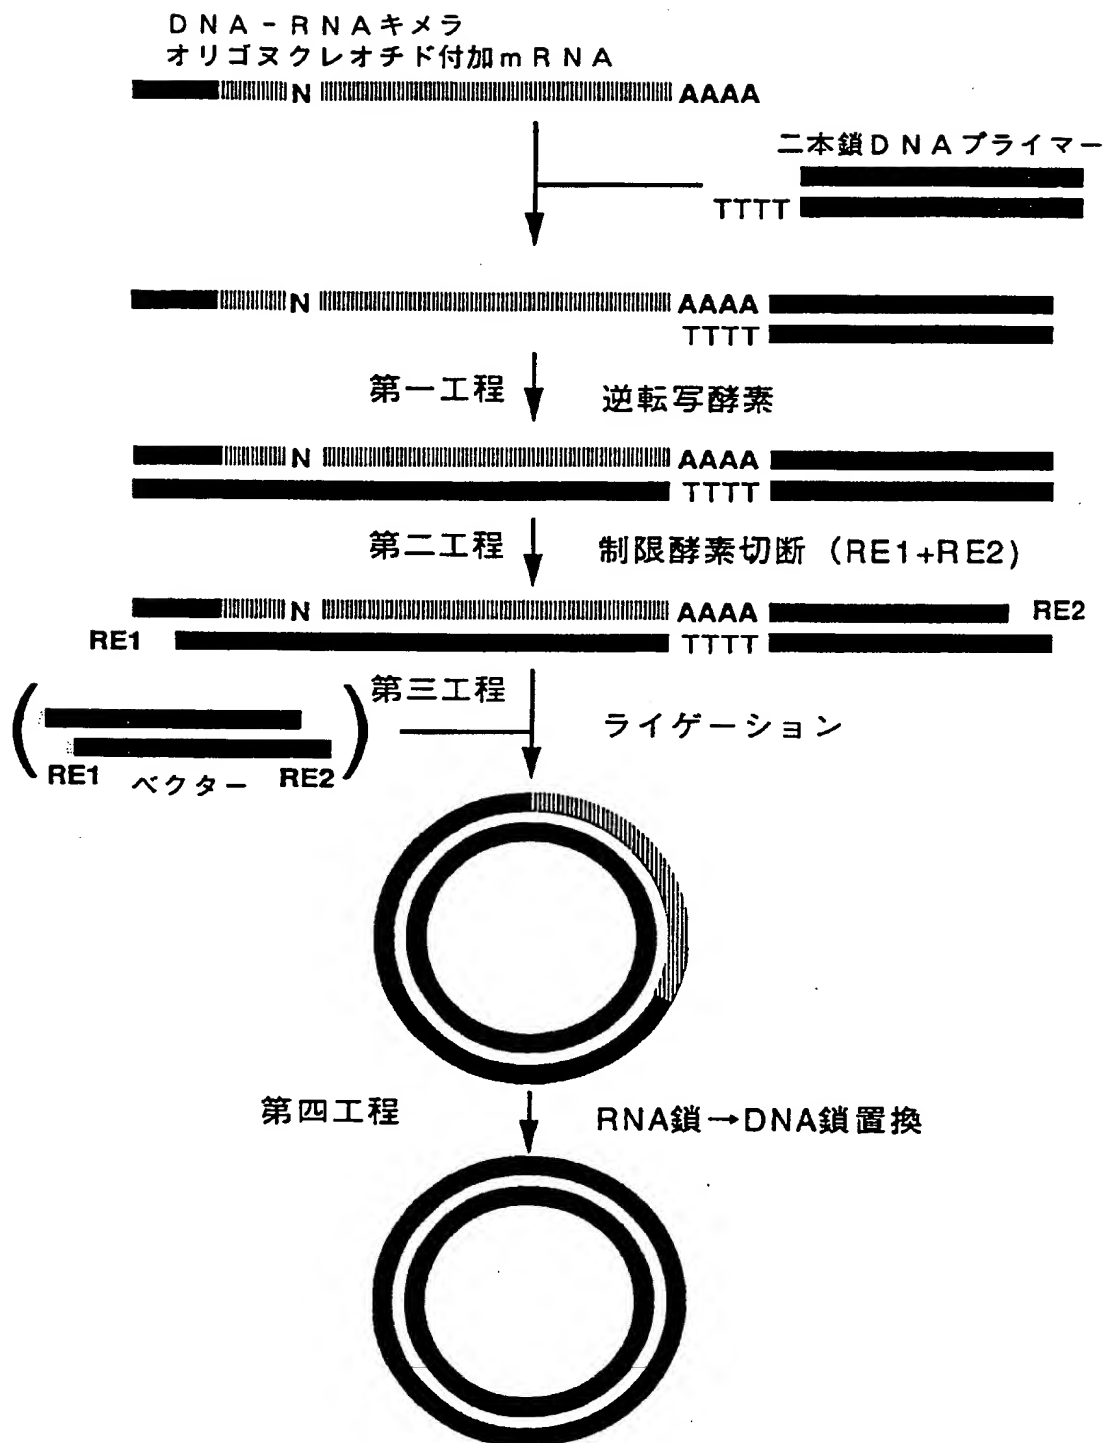 DNA-RNAキメラ
オリゴヌクレオチド付加mRNA
N
AAAA
二本鎖DNAプライマー
TTTT
N
AAAA
TTTT
第一工程
逆転写酵素
N
AAAA
TTTT
第二工程
制限酵素切断（RE1+RE2）
N
AAAA
RE2
RE1
TTTT
第三工程
ライゲーション
RE1
ベクター
RE2
第四工程
RNA鎖→DNA鎖置換